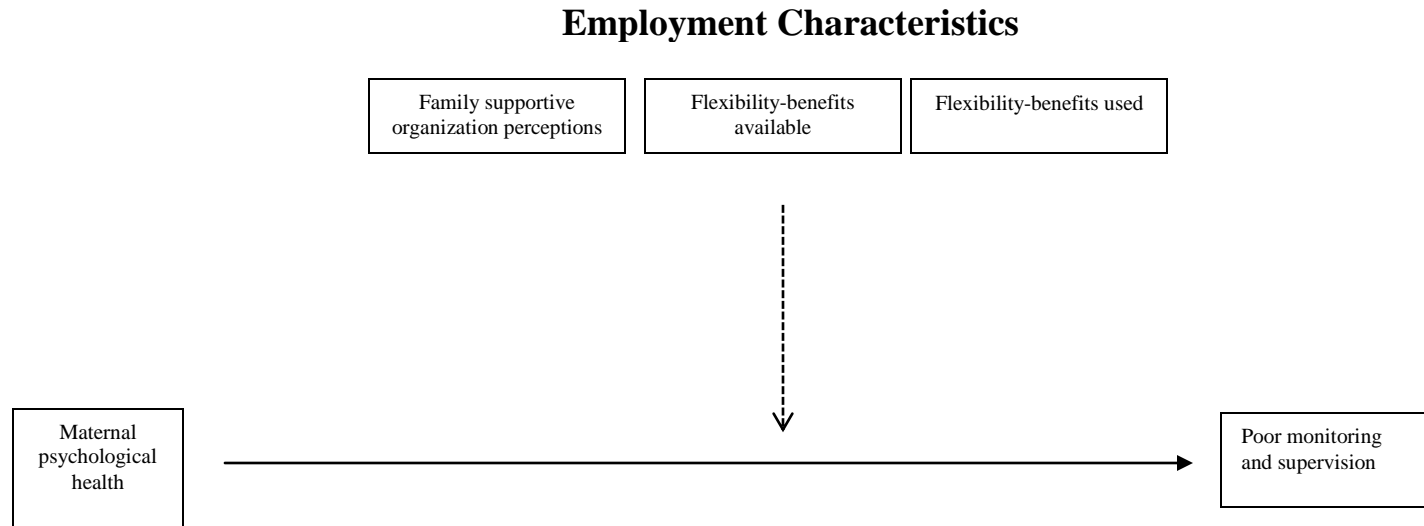 Employment Characteristics
Family supportive
organization perceptions
Flexibility-benefits
available
Flexibility-benefits used
Maternal
psychological
health
Poor monitoring
and supervision